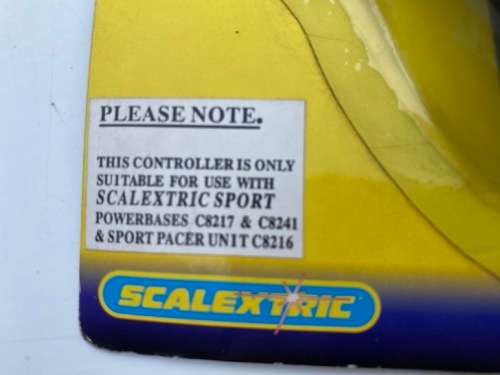 PLEASE NOTE.
THIS CONTROLLER IS ONLY
SUITABLE FOR USE WITH
SCALEXTRIC SPORT
POWERBASES C8217 & C8241
& SPORT PACER UNIT C8216
SCALEXTRIC